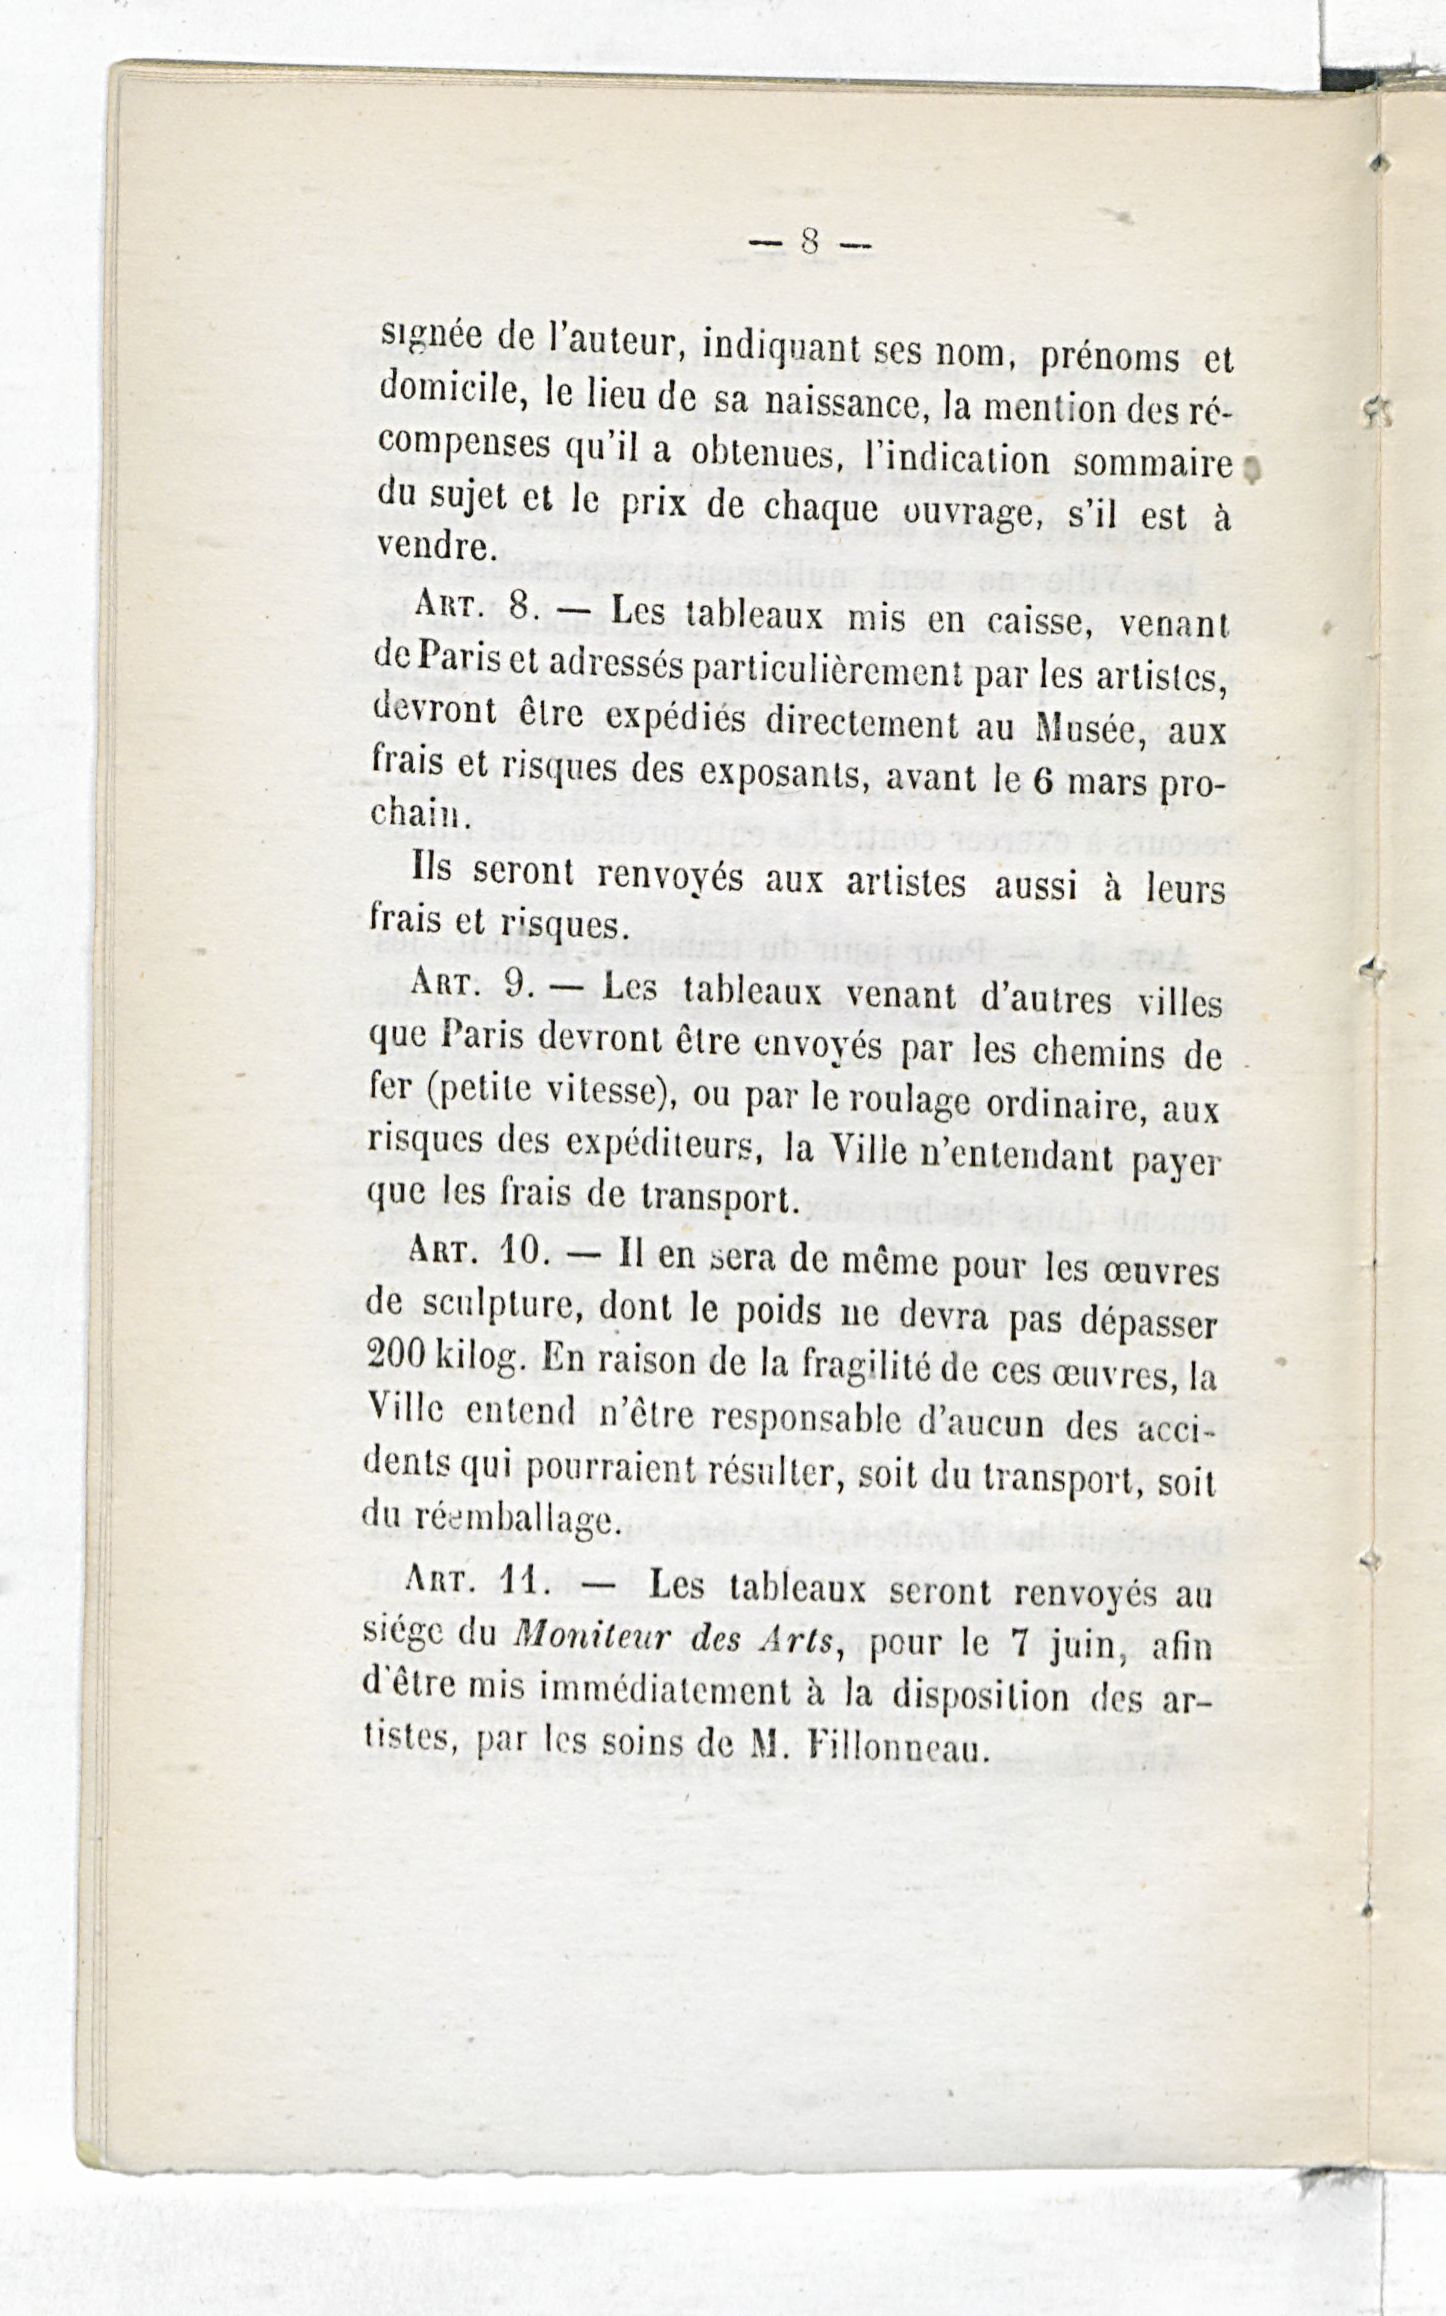 — 8 —
signée de l'auteur, indiquant ses nom, prénoms et
domicile, le lieu de sa naissance, la mention des ré-
compenses qu'il a obtenues, l'indication sommaire
du sujet et le prix de chaque ouvrage, s'il est à
vendre.
ART. 8. — Les tableaux mis en caisse, venant
de Paris et adressés particulièrement par les artistes,
devront être expédiés directement au Musée, aux
frais et risques des exposants, avant le 6 mars pro-
chain.
Ils seront renvoyés aux artistes aussi à leurs
frais et risques.
ART. 9. — Les tableaux venant d'autres villes
que Paris devront être envoyés par les chemins de
fer (petite vitesse), ou par le roulage ordinaire, aux
risques des expéditeurs, la Ville n'entendant payer
que les frais de transport.
ART. 10. — Il en sera de même pour les œuvres
de sculpture, dont le poids ne devra pas dépasser
200 kilog. En raison de la fragilité de ces œuvres, la
Ville entend n'être responsable d'aucun des acci-
dents qui pourraient résulter, soit du transport, soit
du réemballage.
ART. 11. — Les tableaux seront renvoyés au
siége du Moniteur des Arts, pour le 7 juin, afin
d'être mis immédiatement à la disposition des ar-
tistes, par les soins de M. Fillonneau.